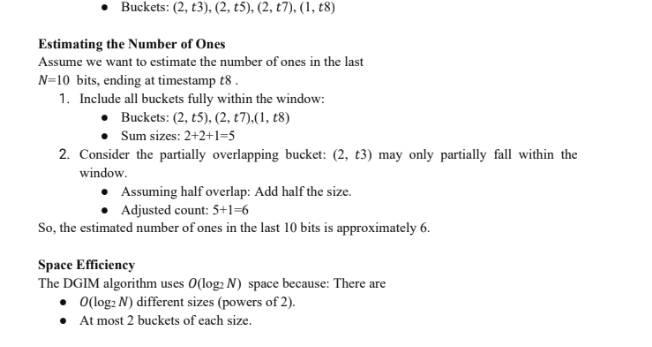 • Buckets: (2, t3), (2, t5), (2, t7), (1, t8)
Estimating the Number of Ones
Assume we want to estimate the number of ones in the last
N=10 bits, ending at timestamp t8 .
1. Include all buckets fully within the window:
• Buckets: (2, t5), (2, t7),(1, t8)
• Sum sizes: 2+2+1=5
2. Consider the partially overlapping bucket: (2, t3) may only partially fall within the
window.
• Assuming half overlap: Add half the size.
• Adjusted count: 5+1=6
So, the estimated number of ones in the last 10 bits is approximately 6.
Space Efficiency
The DGIM algorithm uses O(log₂ N) space because: There are
• O(log₂ N) different sizes (powers of 2).
• At most 2 buckets of each size.